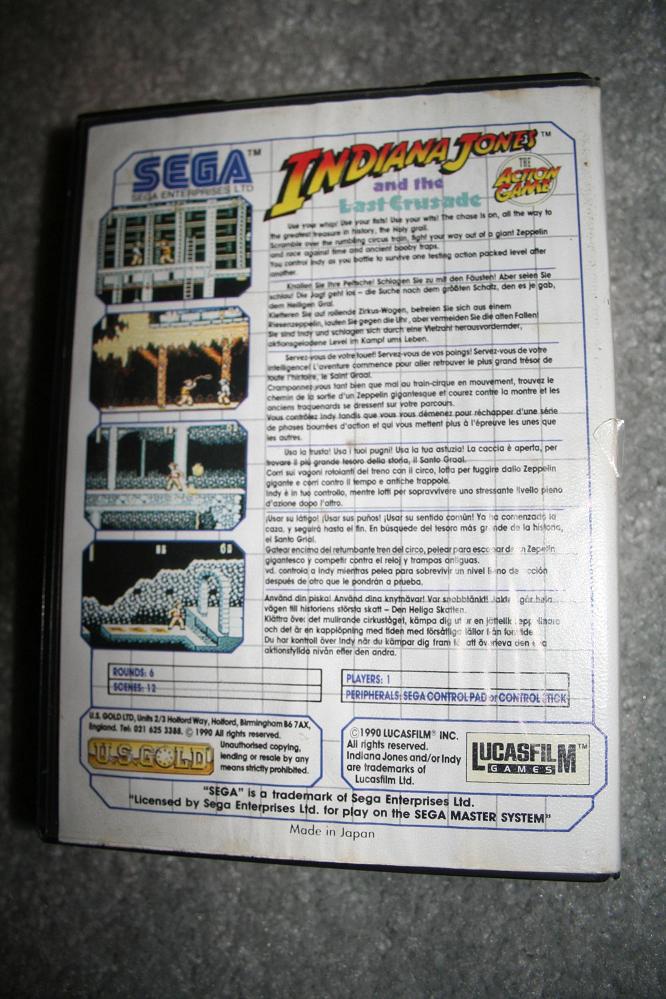 SEGA™
SEGA ENTERPRISES LTD
INDIANA JONES™
and the
Last Crusade
THE
ACTION
GAME
Use your whip! Use your fists! Use your wits! The chase is on, all the way to
the greatest treasure in history, the Holy grail.
Scramble over the rumbling circus train, fight your way out of a giant Zeppelin
and race against time and ancient booby traps.
You control Indy as you battle to survive one testing action packed level after
another.
Knallen Sie Ihre Peitsche! Schlagen Sie zu mit den Fäusten! Aber seien Sie
schlau! Die Jagd geht los – die Suche nach dem größten Schatz, den es je gab,
dem Heiligen Gral.
Klettern Sie auf rollende Zirkus-Wagen, befreien Sie sich aus einem
Riesenzeppelin, laufen Sie gegen die Uhr, aber vermeiden Sie die alten Fallen!
Sie sind Indy und schlagen sich durch eine Vielzahl herausvordernder,
aktionsgeladene Level im Kampf ums Leben.
Servez-vous de votre fouet! Servez-vous de vos poings! Servez-vous de votre
intelligence! L'aventure commence pour aller retrouver le plus grand trésor de
toute l'histoire, le Saint Graal.
Cramponnez vous tant bien que mal au train-cirque en mouvement, trouvez le
chemin de la sortie d'un Zeppelin gigantesque et courez contre la montre et les
anciens traquenards se dressent sur votre parcours.
Vous contrôlez Indy tandis que vous vous démenez pour réchapper d'une série
de phases bourrées d'action et qui vous mettent plus à l'épreuve les unes que
les autres.
Usa la frusta! Usa i tuoi pugni! Usa la tua astuzia! La caccia è aperta, per
trovare il più grande tesoro della storia, il Santo Graal.
Corri sui vagoni rotolanti del treno con il circo, lotta per fuggire dallo Zeppelin
gigante e corri contro il tempo e antiche trappole.
Indy è in tuo controllo, mentre lotti per sopravvivere uno stressante livello pieno
d'azione dopo l'altro.
¡Usar su látigo! ¡Usar sus puños! ¡Usar su sentido común! Ya ha comenzado la
caza, y seguirá hasta el fin. En búsqueda del tesoro más grande de la historia,
el Santo Grial.
Gatear encima del retumbante tren del circo, pelear para escapar de un Zepelín
gigantesco y competir contra el reloj y trampas antiguas.
vd. controla a Indy mientras pelea para sobrevivir un nivel lleno de acción
después de otro que le pondrán a prueba.
Använd din piska! Använd dina knytnävar! Var snabbtänkt! Jakten går hela
vägen till historiens största skatt – Den Heliga Skatten.
Klättra över det mullrande cirkuståget, kämpa dig ut ur en jättelik
och det är en kapplöpning med tiden med försåtliga fällor från forntiden.
Du har kontroll över Indy när du kämpar dig fram för att överleva den ena
aktionsfyllda nivån efter den andra.
ROUNDS: 6
SCENES: 12
PLAYERS: 1
PERIPHERALS: SEGA CONTROL PAD or CONTROL STICK
U.S. GOLD LTD, Units 2/3 Holford Way, Holford, Birmingham B6 7AX,
England. Tel: 021 625 3388. © 1990 All rights reserved.
U.S. GOLD
Unauthorised copying,
lending or resale by any
means strictly prohibited.
©1990 LUCASFILM® INC.
All rights reserved.
Indiana Jones and/or Indy
are trademarks of
Lucasfilm Ltd.
LUCASFILM™
GAMES
"SEGA" is a trademark of Sega Enterprises Ltd.
"Licensed by Sega Enterprises Ltd. for play on the SEGA MASTER SYSTEM"
Made in Japan